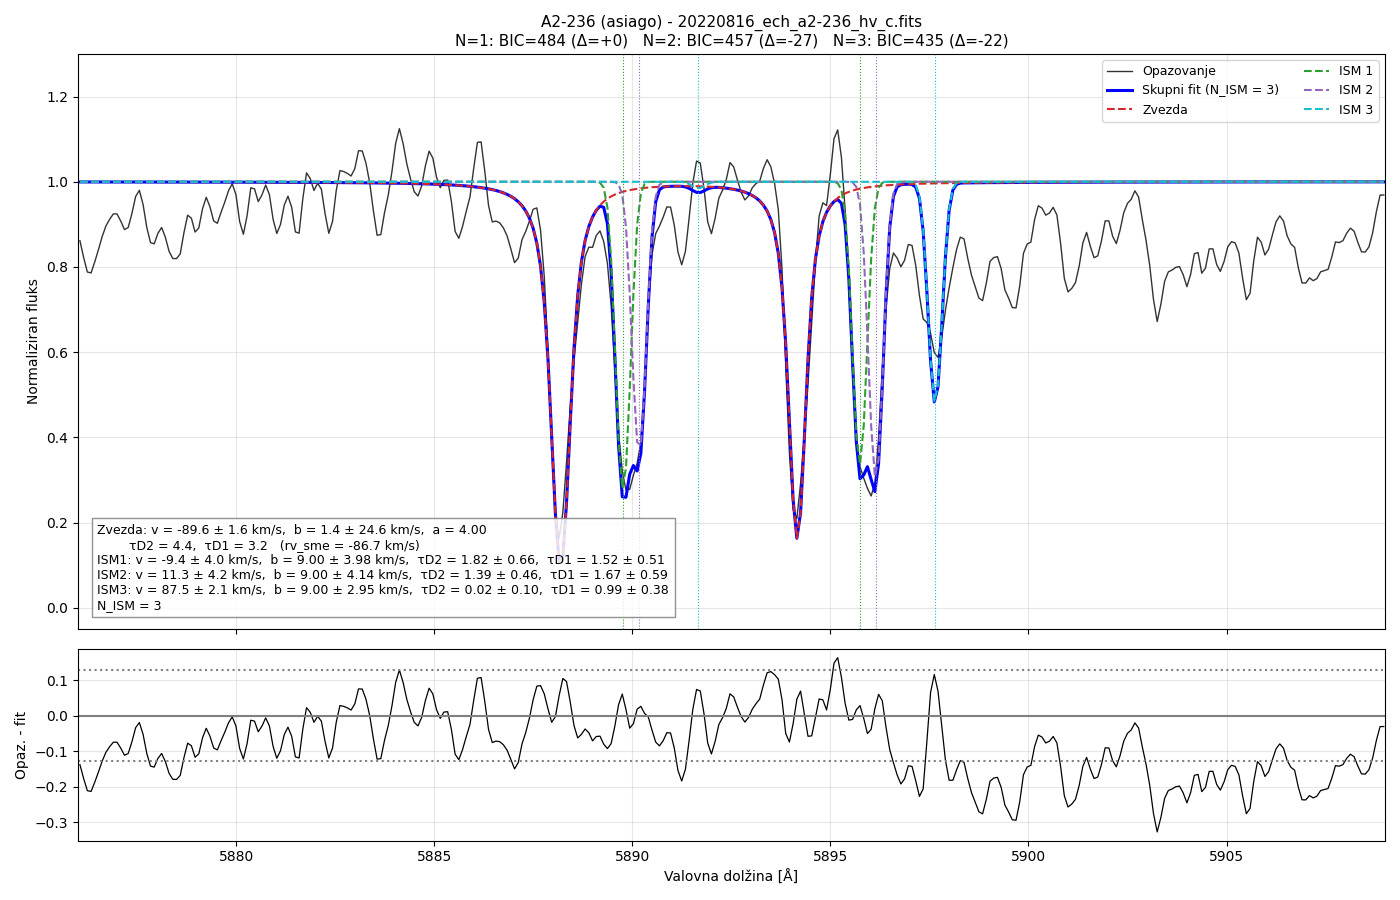 A2-236 (asiago) - 20220816_ech_a2-236_hv_c.fits
N=1: BIC=484 (Δ=+0)   N=2: BIC=457 (Δ=-27)   N=3: BIC=435 (Δ=-22)
Opazovanje
Skupni fit (N_ISM = 3)
Zvezda
ISM 1
ISM 2
ISM 3
Normaliziran fluks
1.2
1.0
0.8
0.6
0.4
0.2
0.0
Zvezda: v = -89.6 ± 1.6 km/s,  b = 1.4 ± 24.6 km/s,  a = 4.00
τD2 = 4.4,  τD1 = 3.2   (rv_sme = -86.7 km/s)
ISM1: v = -9.4 ± 4.0 km/s,  b = 9.00 ± 3.98 km/s,  τD2 = 1.82 ± 0.66,  τD1 = 1.52 ± 0.51
ISM2: v = 11.3 ± 4.2 km/s,  b = 9.00 ± 4.14 km/s,  τD2 = 1.39 ± 0.46,  τD1 = 1.67 ± 0.59
ISM3: v = 87.5 ± 2.1 km/s,  b = 9.00 ± 2.95 km/s,  τD2 = 0.02 ± 0.10,  τD1 = 0.99 ± 0.38
N_ISM = 3
Opaz. - fit
0.1
0.0
−0.1
−0.2
−0.3
5880
5885
5890
5895
5900
5905
Valovna dolžina [Å]